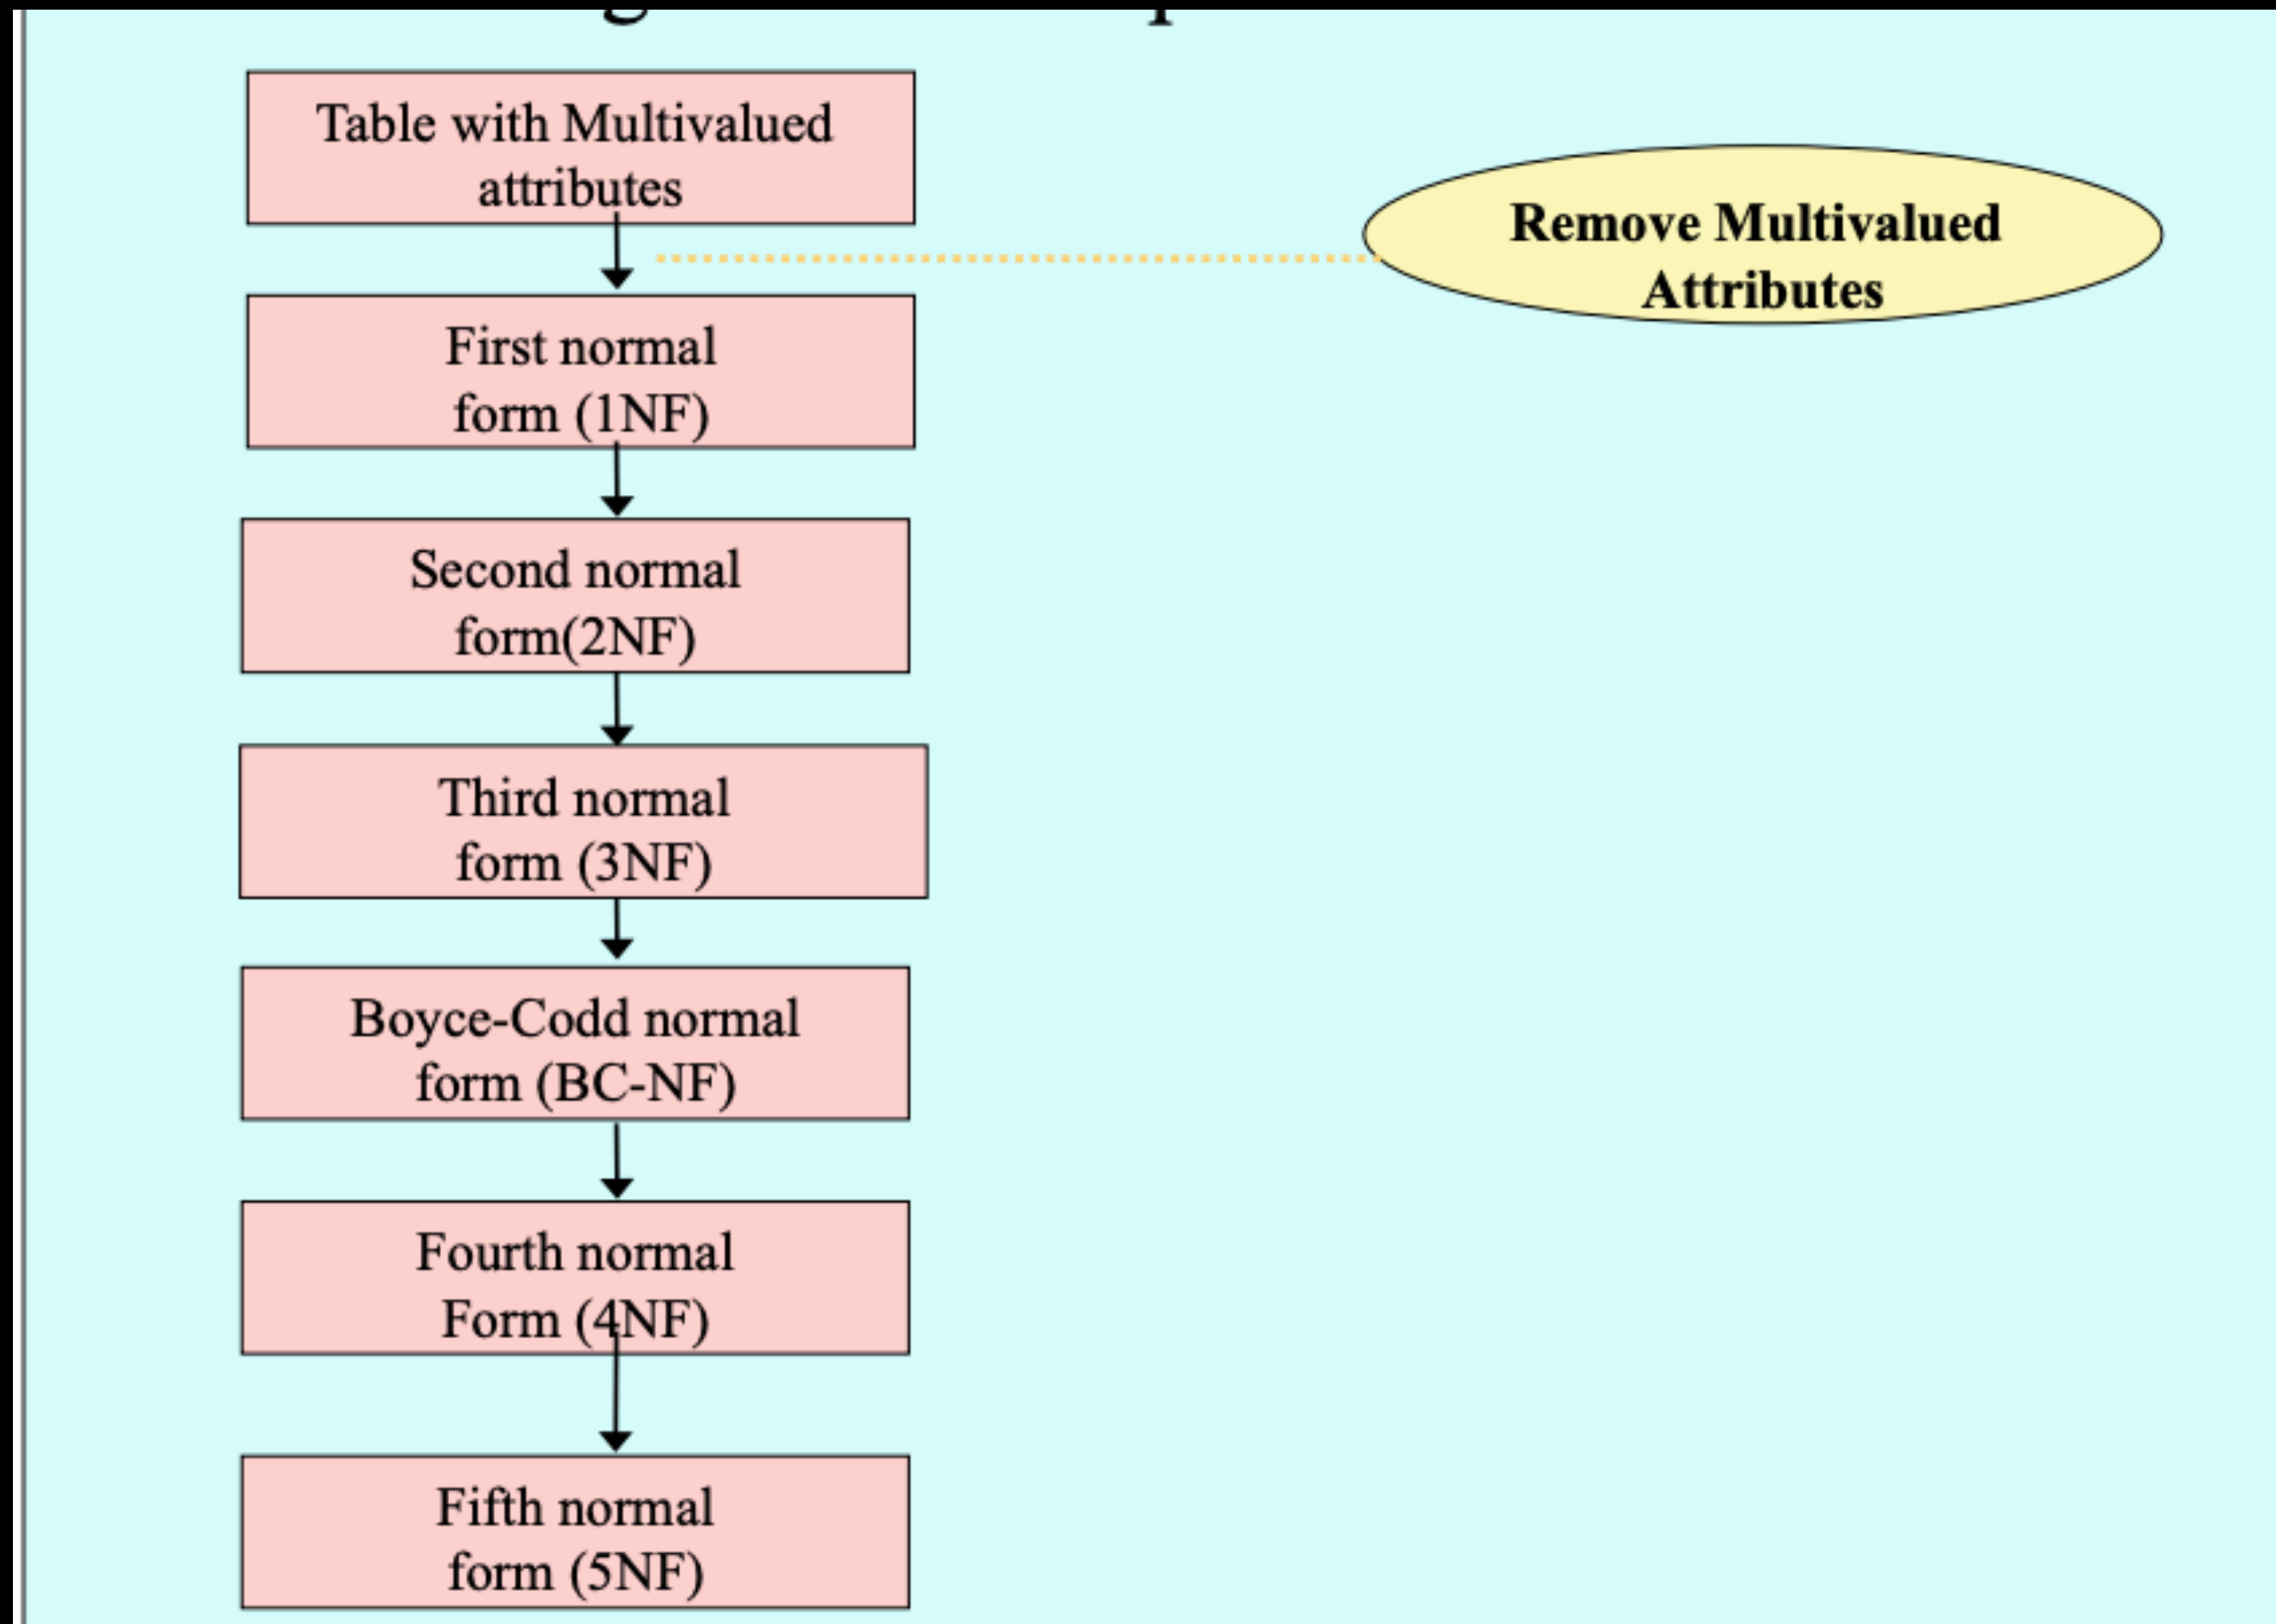 Table with Multivalued
attributes
Remove Multivalued
Attributes
First normal
form (1NF)
Second normal
form(2NF)
Third normal
form (3NF)
Boyce-Codd normal
form (BC-NF)
Fourth normal
Form (4NF)
Fifth normal
form (5NF)